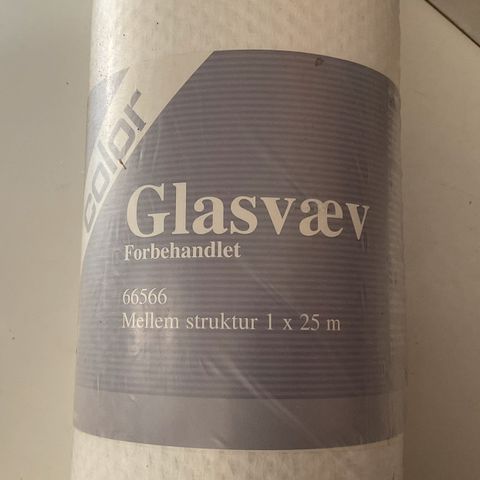 color
Glasvæv
Forbehandlet
66566
Mellem struktur 1 x 25 m